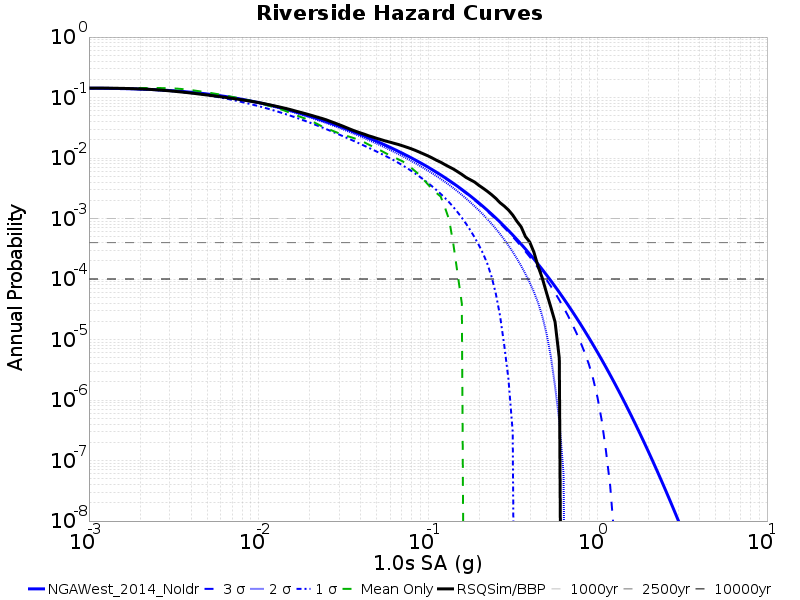 Riverside Hazard Curves
10^0
10^-1
10^-2
10^-3
10^-4
10^-5
10^-6
10^-7
10^-8
Annual Probability
10^-3 10^-2 10^-1 10^0 10^1
1.0s SA (g)
NGAWest_2014_NoIdr 3 σ 2 σ 1 σ Mean Only RSQSim/BBP 1000yr 2500yr 10000yr